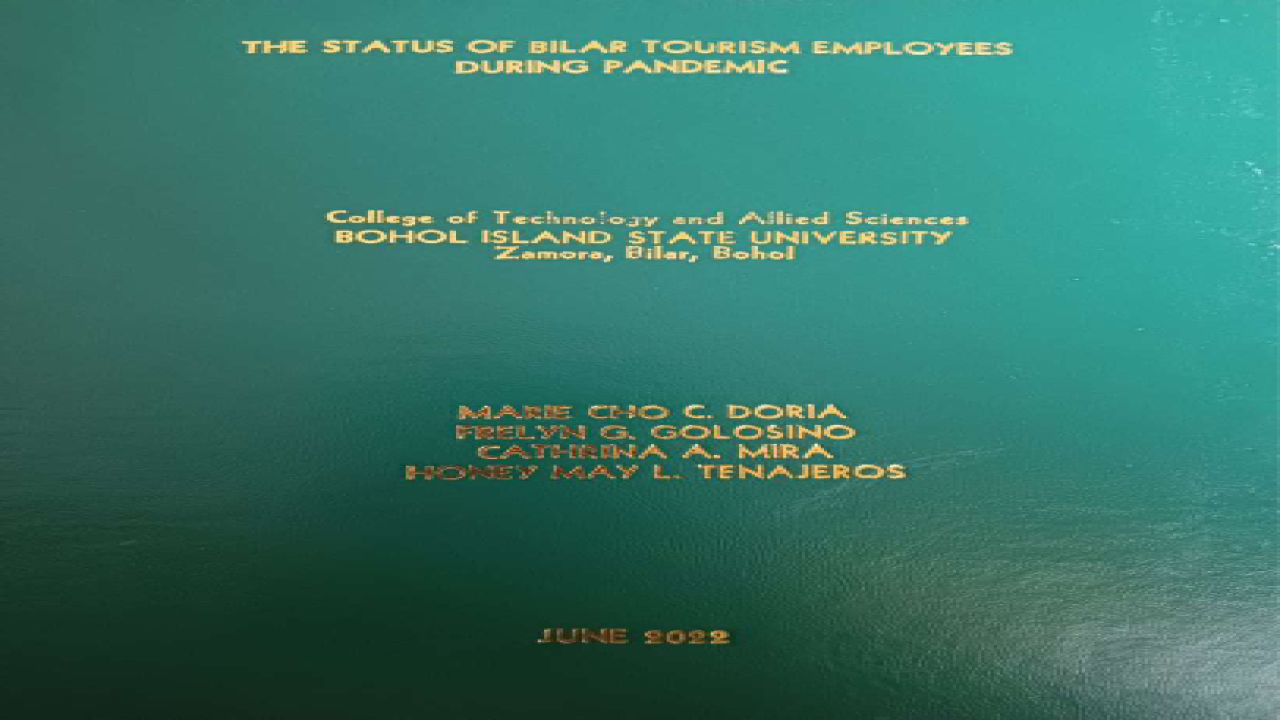 THE STATUS OF BILAR TOURISM EMPLOYEES
DURING PANDEMIC
College of Technology and Allied Sciences
BOHOL ISLAND STATE UNIVERSITY
Zamora, Bilar, Bohol
MARIE CHO C. DORIA
FRELYN G. GOLOSINO
CATHRINA A. MIRA
HONEY MAY L. TENAJEROS
JUNE 2022